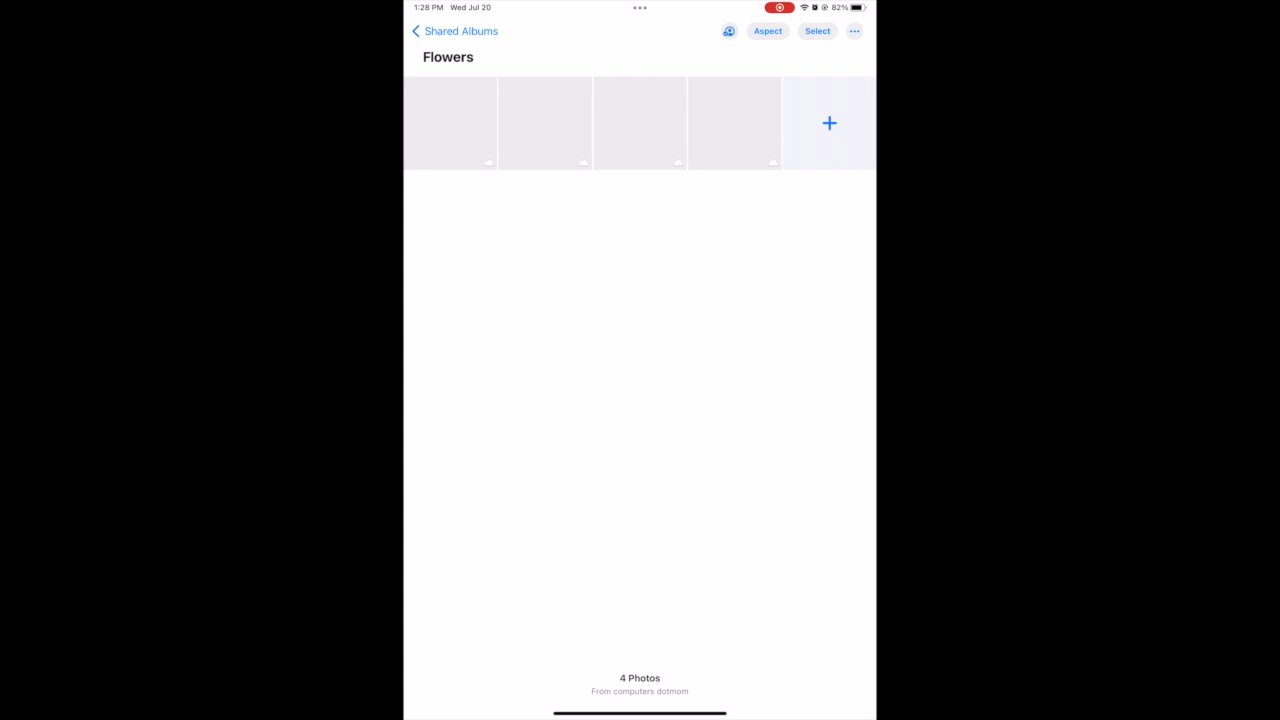 1:28 PM Wed Jul 20 82%
Shared Albums Aspect Select
Flowers
4 Photos
From computers dotmom